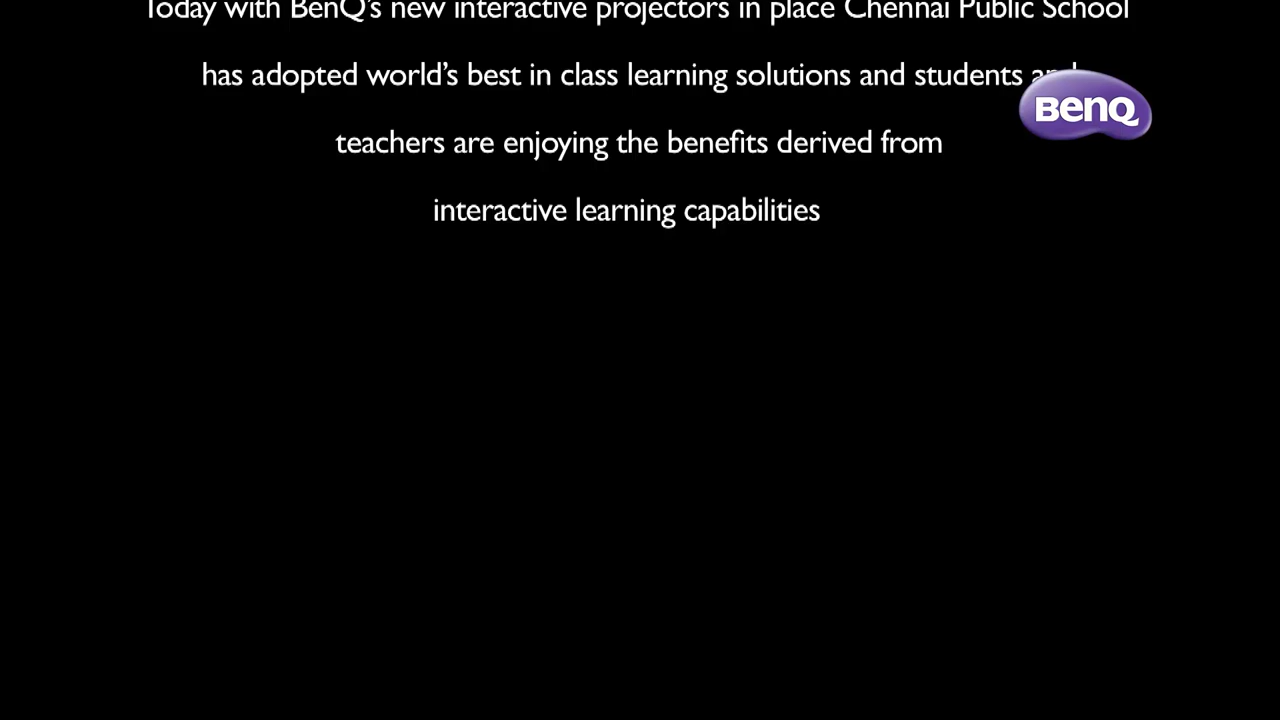 Today with BenQ's new interactive projectors in place Chennai Public School
has adopted world's best in class learning solutions and students and
BenQ
teachers are enjoying the benefits derived from
interactive learning capabilities